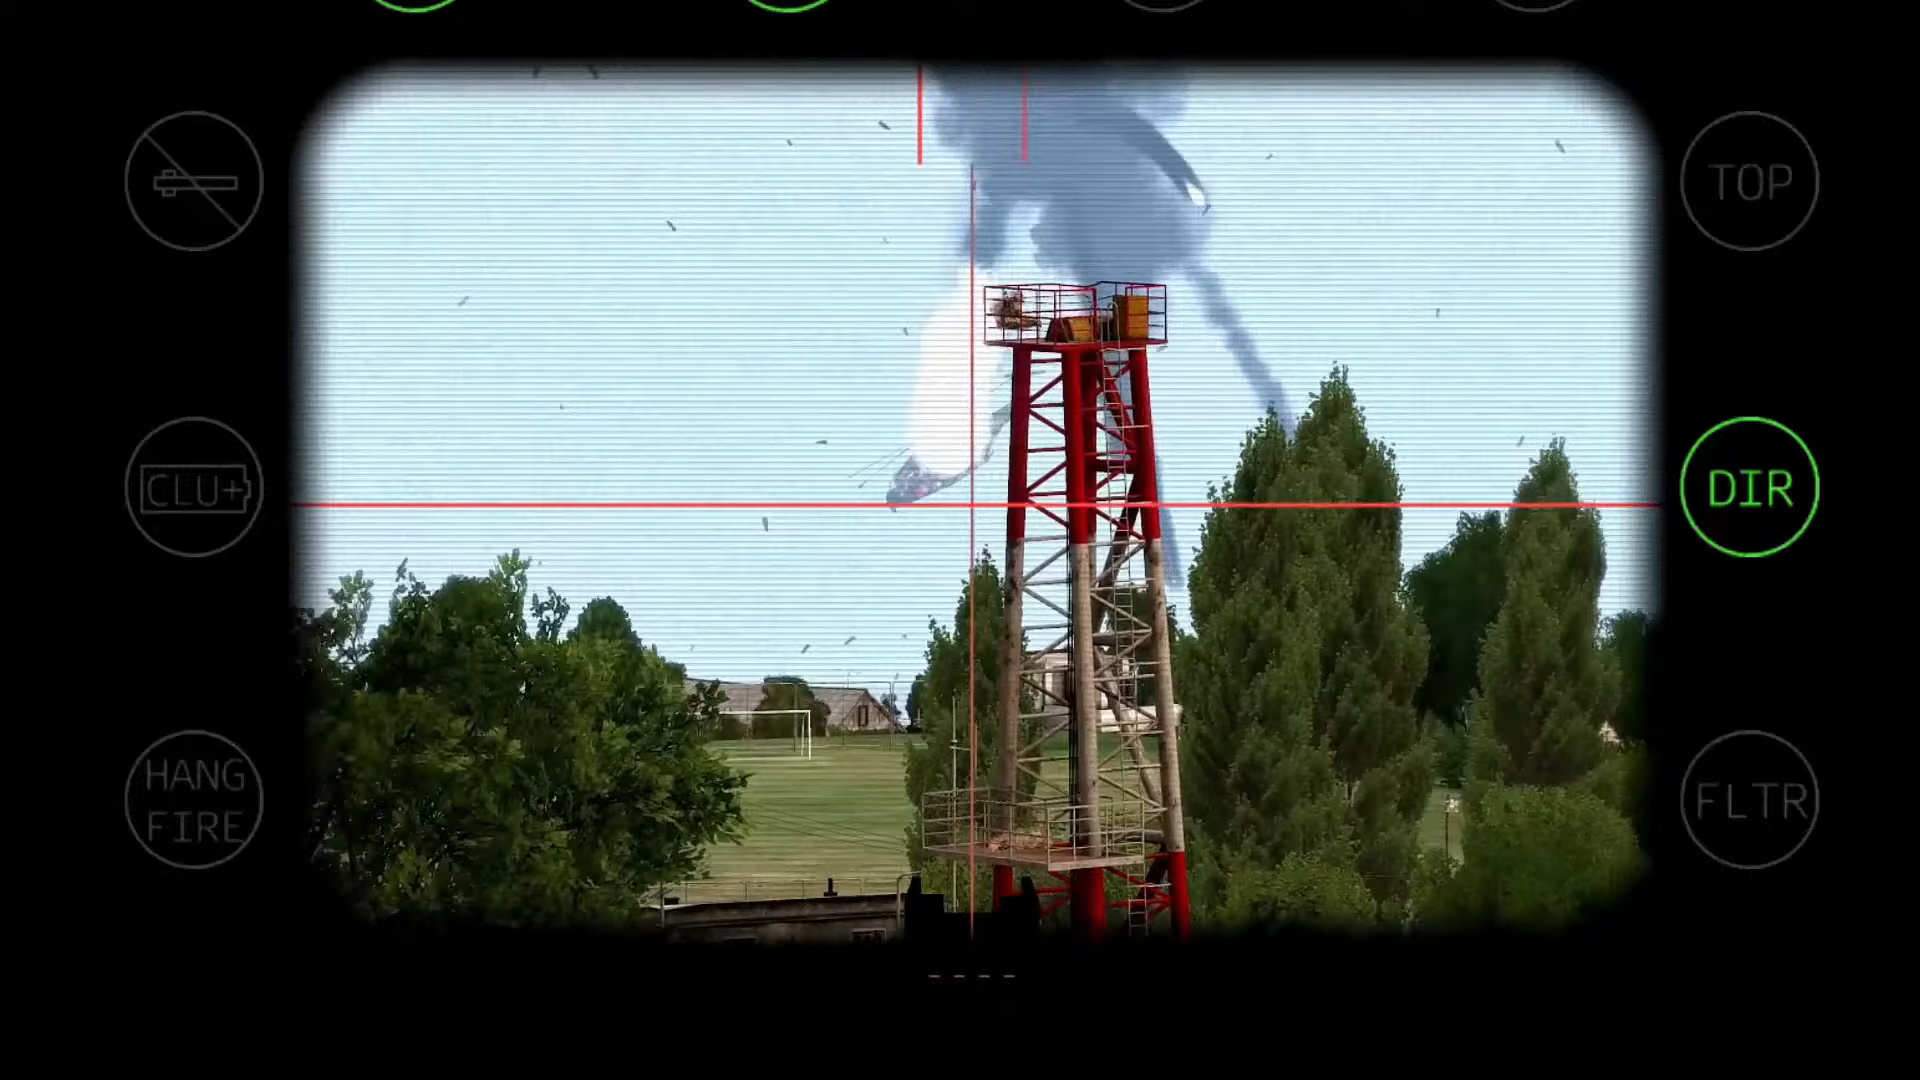 TOP
CLU+
DIR
HANG
FIRE
FLTR